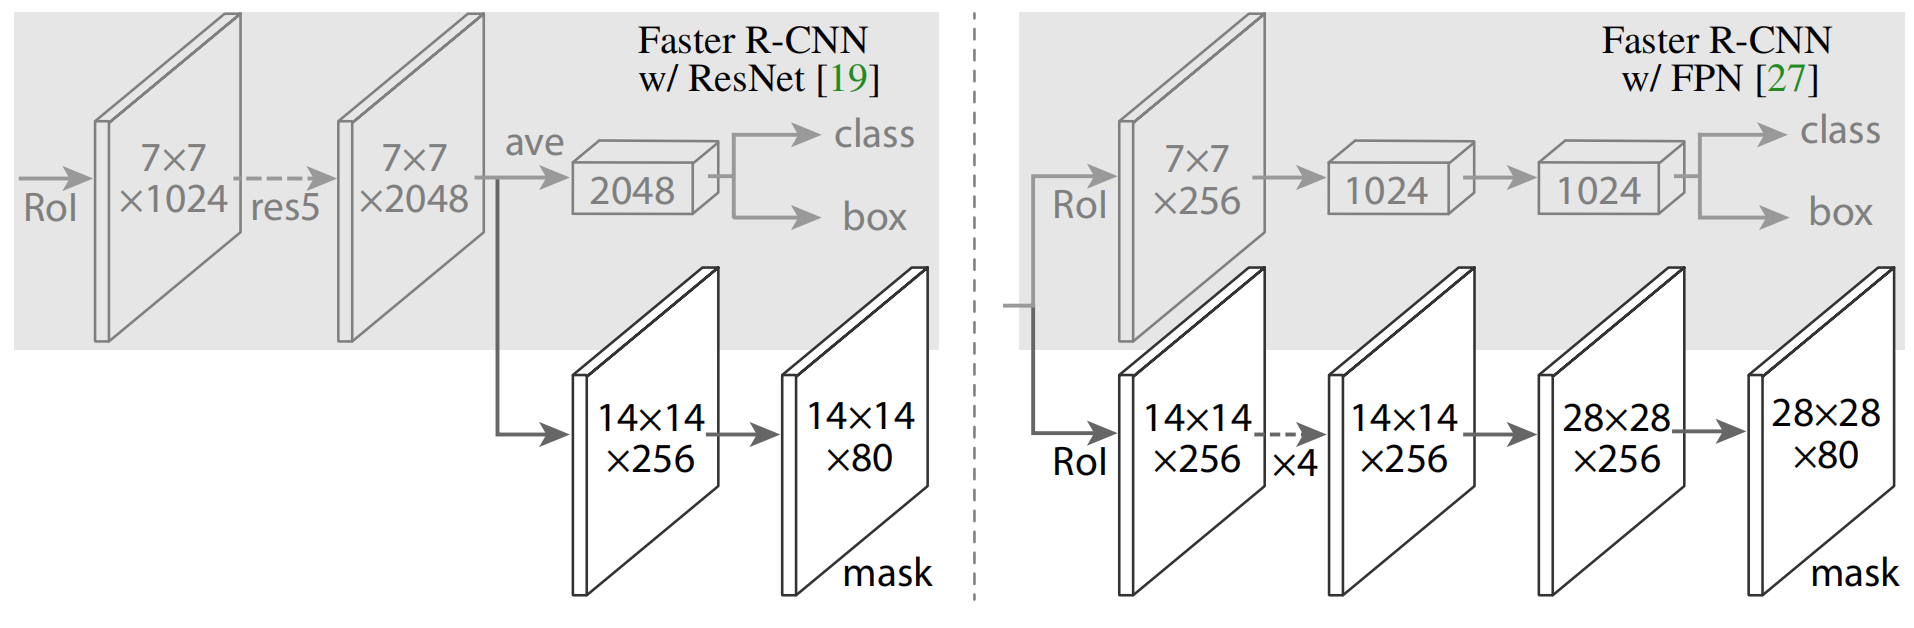 Faster R-CNN
w/ ResNet [19]
RoI
7×7
×1024
res5
7×7
×2048
ave
2048
class
box
14×14
×256
14×14
×80
mask
Faster R-CNN
w/ FPN [27]
RoI
7×7
×256
1024
1024
class
box
RoI
14×14
×256
×4
14×14
×256
28×28
×256
28×28
×80
mask